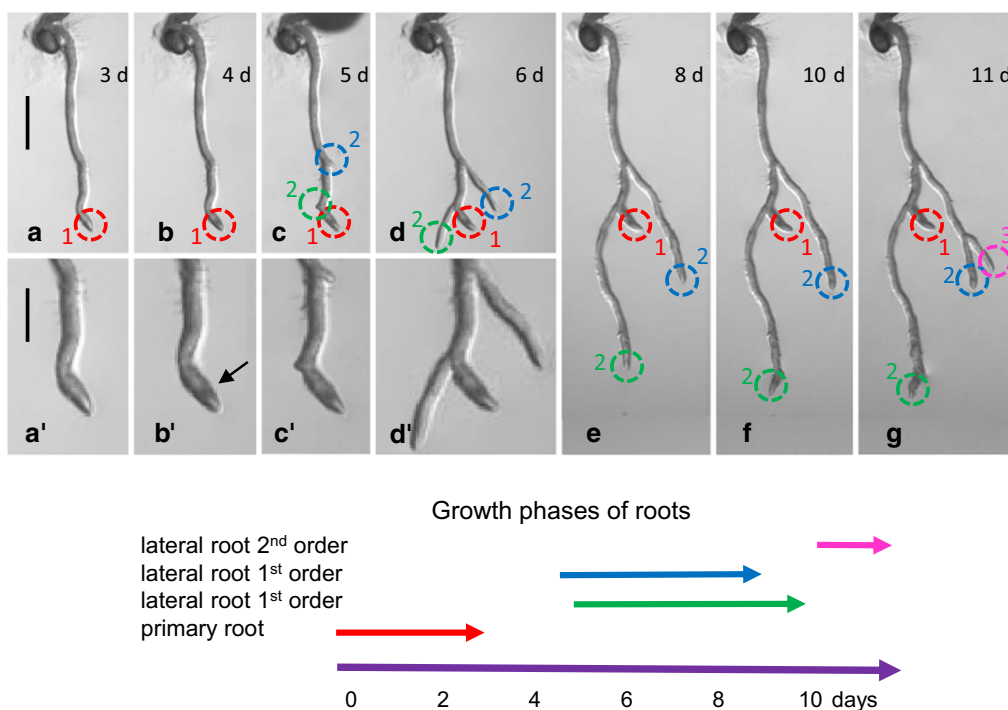 3 d
4 d
5 d
6 d
8 d
10 d
11 d
2
2
1
1
1
2
2
1
1
2
1
2
1
3
2
a
b
c
d
2
2
2
a'
b'
c'
d'
e
f
g
Growth phases of roots
lateral root 2nd order
lateral root 1st order
lateral root 1st order
primary root
0 2 4 6 8 10 days